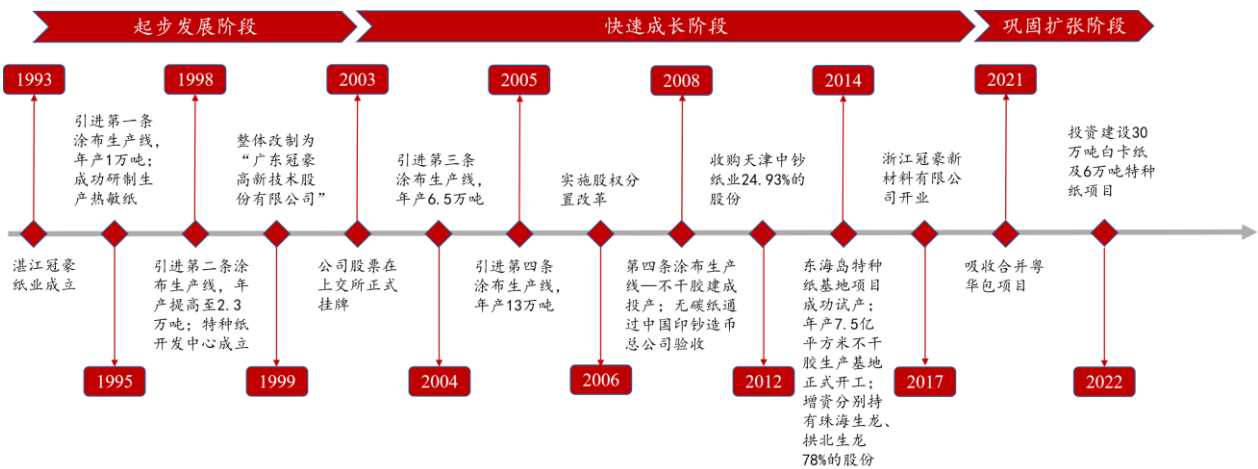 起步发展阶段
快速成长阶段
巩固扩张阶段
1993
1998
2003
2005
2008
2014
2021
引进第一条
涂布生产线，
年产1万吨；
成功研制生
产热敏纸
整体改制为
“广东冠豪
高新技术股
份有限公司”
引进第三条
涂布生产线，
年产6.5万吨
实施股权分
置改革
收购天津中钞
纸业24.93%的
股份
浙江冠豪新
材料有限公
司开业
投资建设30
万吨白卡纸
及6万吨特种
纸项目
湛江冠豪
纸业成立
引进第二条涂
布生产线，年
产提高至2.3
万吨；特种纸
开发中心成立
公司股票在
上交所正式
挂牌
引进第四条
涂布生产线，
年产13万吨
第四条涂布生产
线—不干胶建成
投产；无碳纸通
过中国印钞造币
总公司验收
东海岛特种
纸基地项目
成功试产；
年产7.5亿
平方米不干
胶生产基地
正式开工；
增资分别持
有珠海生龙、
拱北生龙
78%的股份
吸收合并粤
华包项目
1995
1999
2004
2006
2012
2017
2022